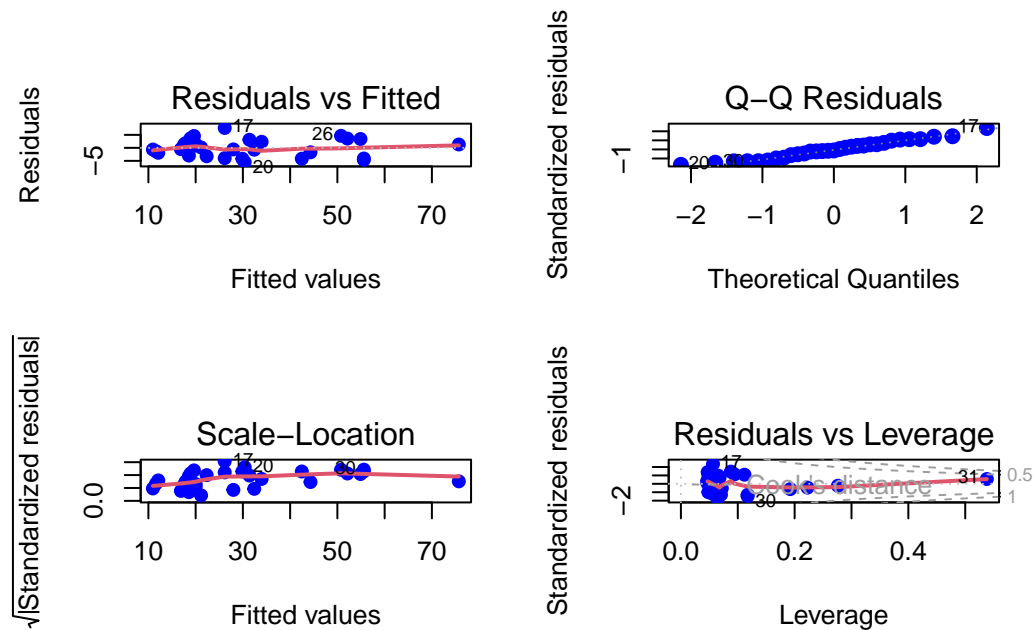 Residuals vs Fitted
Residuals
−5
17
26
20
10
30
50
70
Fitted values
Q−Q Residuals
Standardized residuals
−1
17
20
30
−2
−1
0
1
2
Theoretical Quantiles
Scale−Location
√|Standardized residuals|
0.0
17
20
30
10
30
50
70
Fitted values
Residuals vs Leverage
Standardized residuals
−2
17
31
30
Cook's distance
0.5
1
0.0
0.2
0.4
Leverage